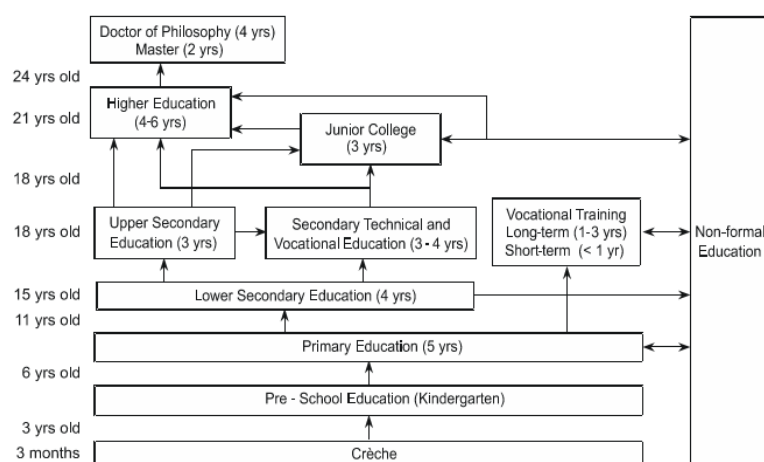 Doctor of Philosophy (4 yrs)
Master (2 yrs)
24 yrs old
Higher Education
(4-6 yrs)
21 yrs old
Junior College
(3 yrs)
18 yrs old
Upper Secondary
Education (3 yrs)
Secondary Technical and
Vocational Education (3 - 4 yrs)
Vocational Training
Long-term (1-3 yrs)
Short-term (< 1 yr)
18 yrs old
Non-formal
Education
15 yrs old
Lower Secondary Education (4 yrs)
11 yrs old
Primary Education (5 yrs)
6 yrs old
Pre - School Education (Kindergarten)
3 yrs old
3 months
Crèche